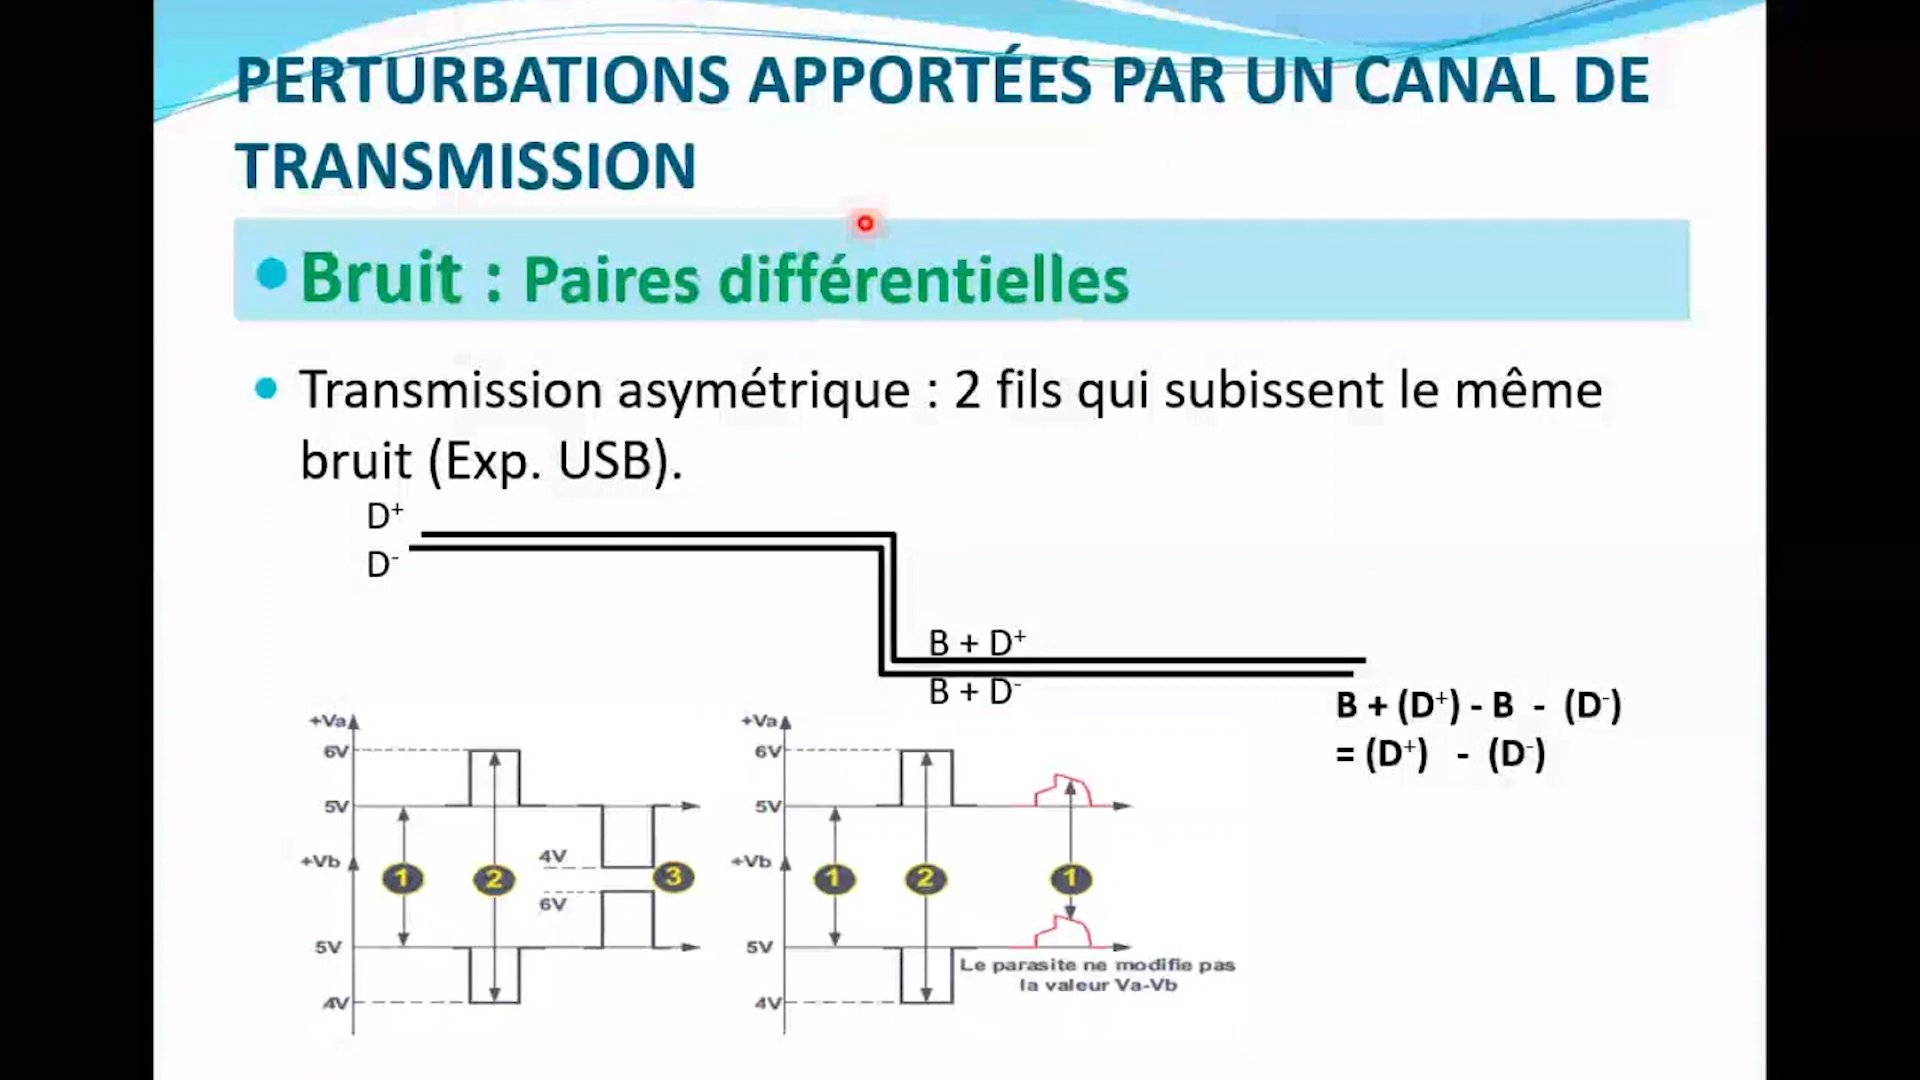 PERTURBATIONS APPORTÉES PAR UN CANAL DE
TRANSMISSION
• Bruit : Paires différentielles
• Transmission asymétrique : 2 fils qui subissent le même
bruit (Exp. USB).
D⁺
D⁻
B + D⁺
B + D⁻
B + (D⁺) - B - (D⁻)
= (D⁺) - (D⁻)
+Va
6V
5V
+Vb
4V
6V
5V
4V
1
2
3
+Va
6V
5V
+Vb
5V
4V
1
2
1
Le parasite ne modifie pas
la valeur Va-Vb